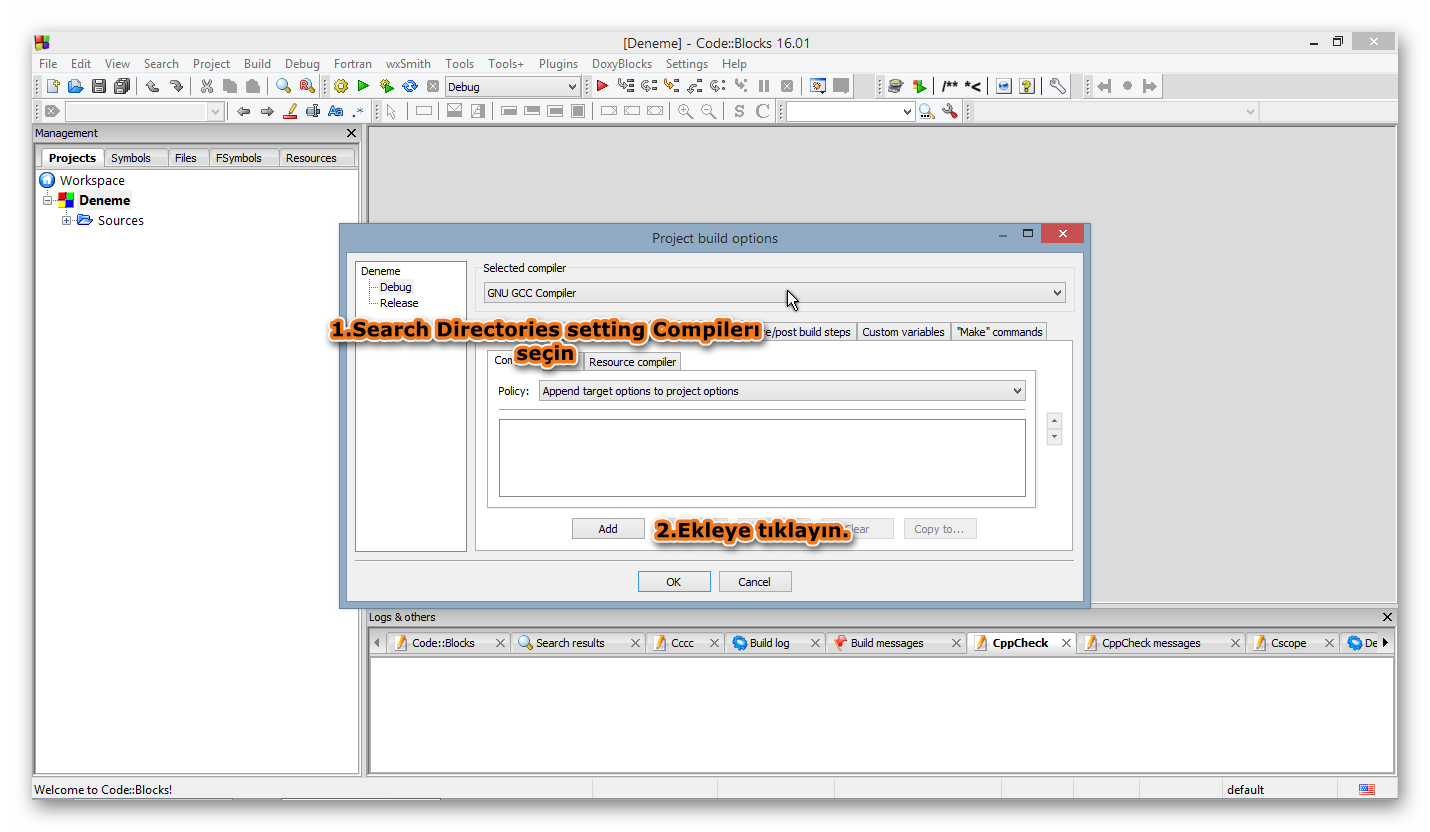 [Deneme] - Code::Blocks 16.01
File Edit View Search Project Build Debug Fortran wxSmith Tools Tools+ Plugins DoxyBlocks Settings Help
Debug
/** *<
Aa .*
S C
Management
Projects Symbols Files FSymbols Resources
Workspace
Deneme
Sources
Project build options
Deneme
Debug
Release
Selected compiler
GNU GCC Compiler
1.Search Directories setting Compilerı
seçin
/post build steps Custom variables "Make" commands
Resource compiler
Policy: Append target options to project options
Add
2.Ekleye tıklayın.
Copy to...
OK Cancel
Logs & others
Code::Blocks Search results Cccc Build log Build messages CppCheck CppCheck messages Cscope De
Welcome to Code::Blocks!
default